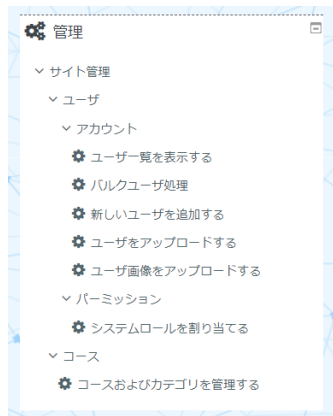 管理
サイト管理
ユーザ
アカウント
ユーザ一覧を表示する
バルクユーザ処理
新しいユーザを追加する
ユーザをアップロードする
ユーザ画像をアップロードする
パーミッション
システムロールを割り当てる
コース
コースおよびカテゴリを管理する